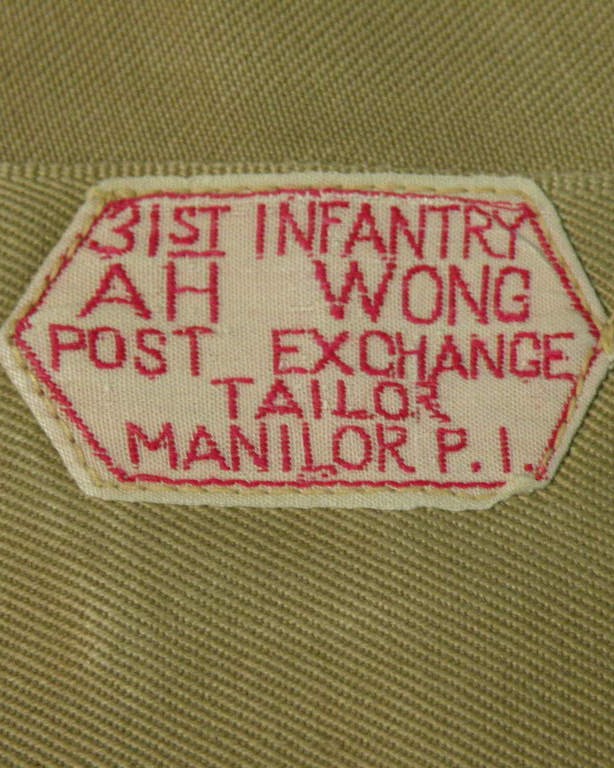 31ST INFANTRY
AH WONG
POST EXCHANGE
TAILOR
MANILOR P.I.